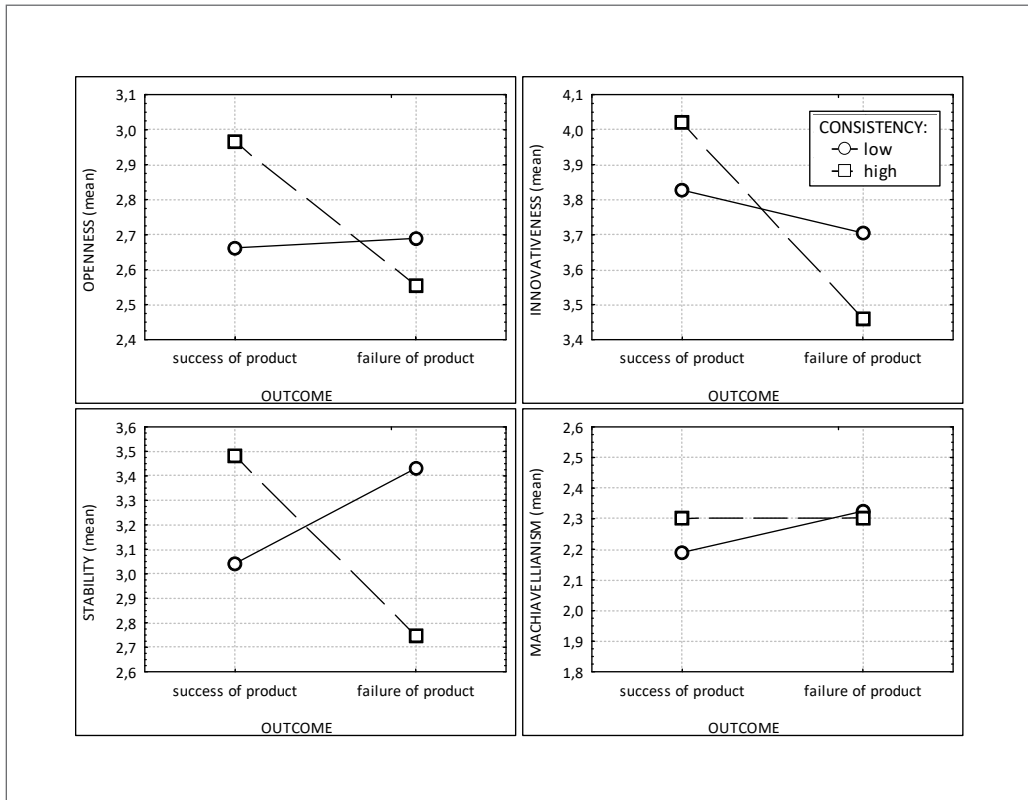 OPENNESS (mean)
3,1
3,0
2,9
2,8
2,7
2,6
2,5
2,4
success of product
failure of product
OUTCOME
INNOVATIVENESS (mean)
4,1
4,0
3,9
3,8
3,7
3,6
3,5
3,4
CONSISTENCY:
low
high
success of product
failure of product
OUTCOME
STABILITY (mean)
3,6
3,5
3,4
3,3
3,2
3,1
3,0
2,9
2,8
2,7
2,6
success of product
failure of product
OUTCOME
MACHIAVELLIANISM (mean)
2,6
2,5
2,4
2,3
2,2
2,1
2,0
1,9
1,8
success of product
failure of product
OUTCOME